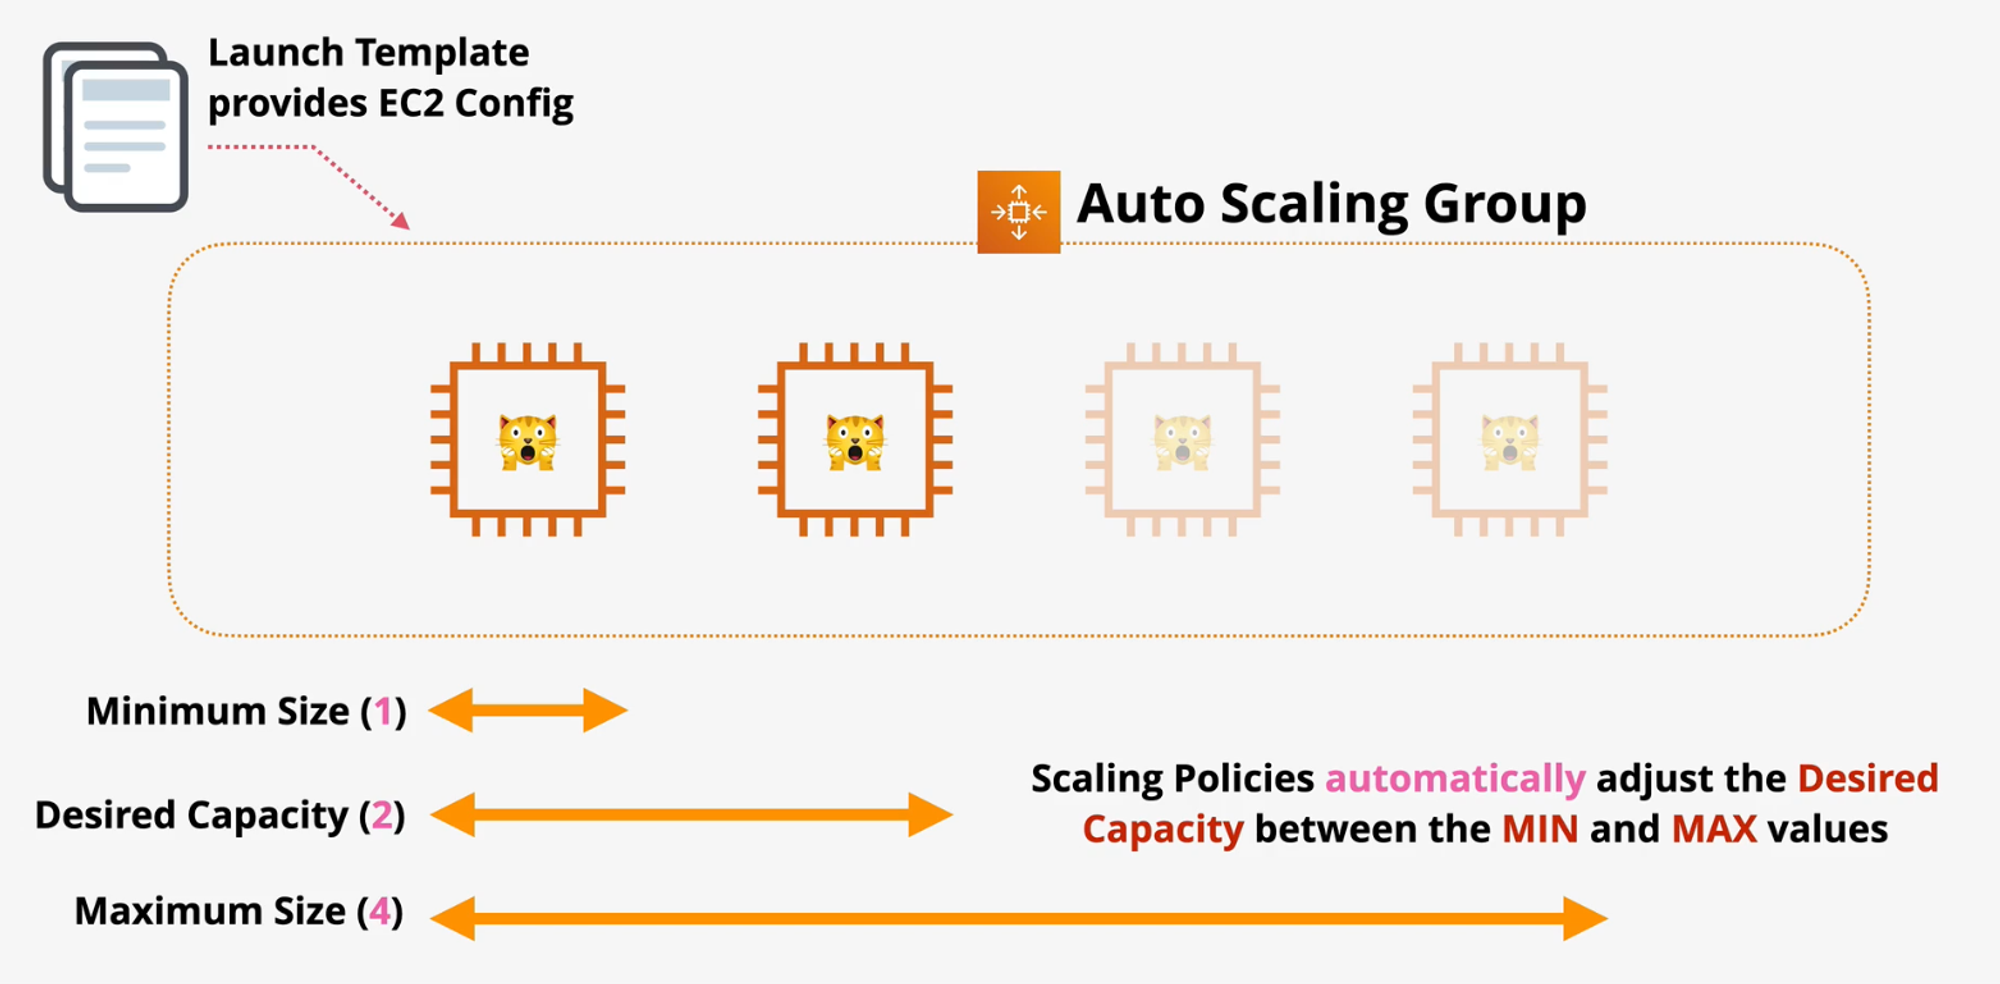 Launch Template
provides EC2 Config
Auto Scaling Group
Minimum Size (1)
Desired Capacity (2)
Maximum Size (4)
Scaling Policies automatically adjust the Desired
Capacity between the MIN and MAX values